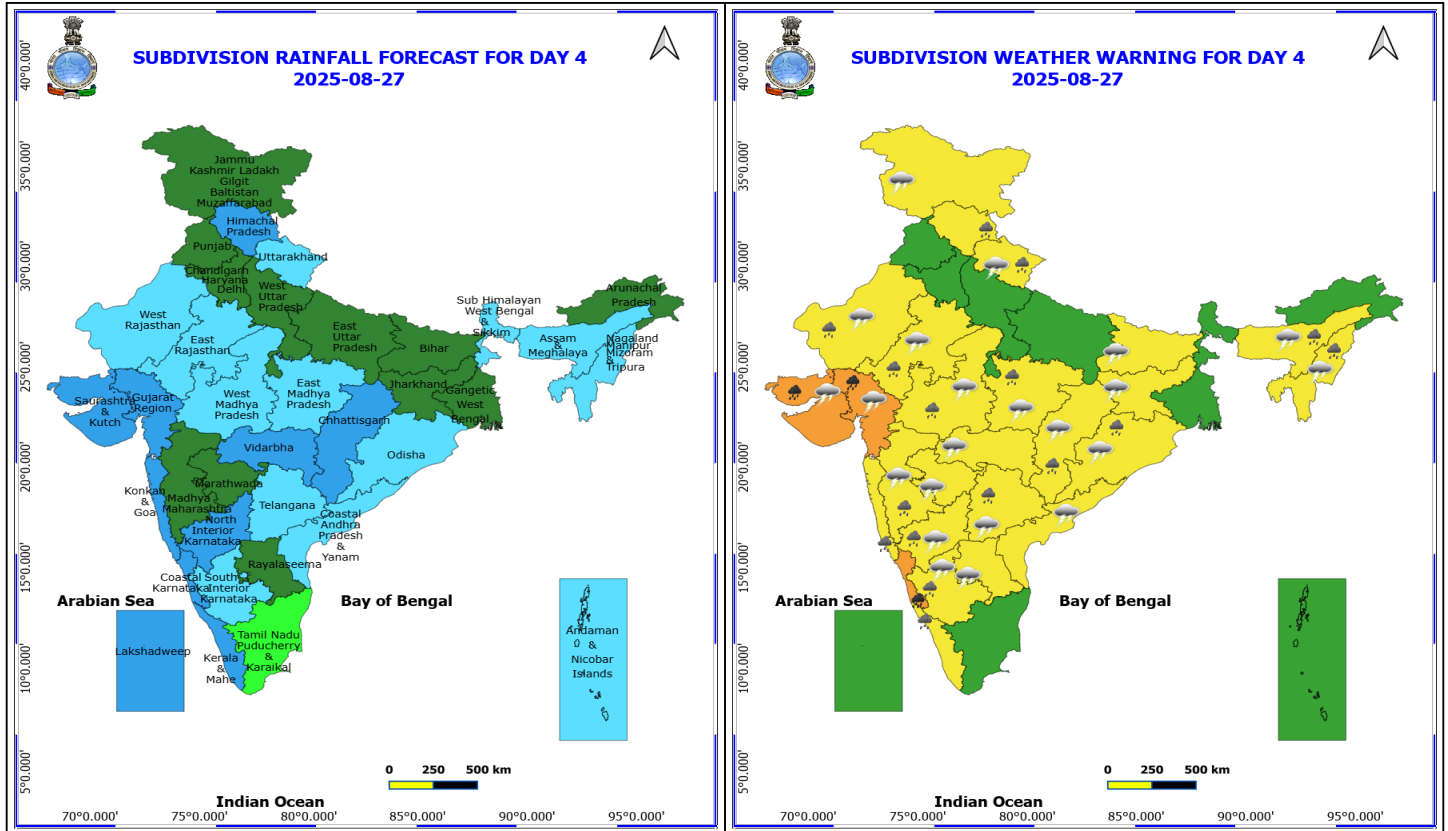 SUBDIVISION RAINFALL FORECAST FOR DAY 4
2025-08-27
40°0.000'
35°0.000'
30°0.000'
25°0.000'
20°0.000'
15°0.000'
10°0.000'
5°0.000'
Jammu
Kashmir Ladakh
Gilgit
Baltistan
Muzaffarabad
Himachal
Pradesh
Punjab
Uttarakhand
Chandigarh
Haryana
Delhi
West
Uttar
Pradesh
Arunachal
Pradesh
Sub Himalayan
West Bengal
&
Sikkim
West
Rajasthan
East
Rajasthan
East
Uttar
Pradesh
Bihar
Assam
&
Meghalaya
Nagaland
Manipur
Mizoram
&
Tripura
Saurashtra
&
Kutch
Gujarat
Region
West
Madhya
Pradesh
East
Madhya
Pradesh
Jharkhand
Gangetic
West
Bengal
Chhattisgarh
Vidarbha
Odisha
Konkan
&
Goa
Madhya
Maharashtra
Marathwada
Telangana
North
Interior
Karnataka
Coastal
Andhra
Pradesh
&
Yanam
Rayalaseema
Coastal
Karnataka
South
Interior
Karnataka
Arabian Sea
Bay of Bengal
Tamil Nadu
Puducherry
&
Karaikal
Lakshadweep
Kerala
&
Mahe
Andaman
&
Nicobar
Islands
0 250 500 km
Indian Ocean
70°0.000' 75°0.000' 80°0.000' 85°0.000' 90°0.000' 95°0.000'
SUBDIVISION WEATHER WARNING FOR DAY 4
2025-08-27
40°0.000'
35°0.000'
30°0.000'
25°0.000'
20°0.000'
15°0.000'
10°0.000'
5°0.000'
Arabian Sea
Bay of Bengal
0 250 500 km
Indian Ocean
70°0.000' 75°0.000' 80°0.000' 85°0.000' 90°0.000' 95°0.000'